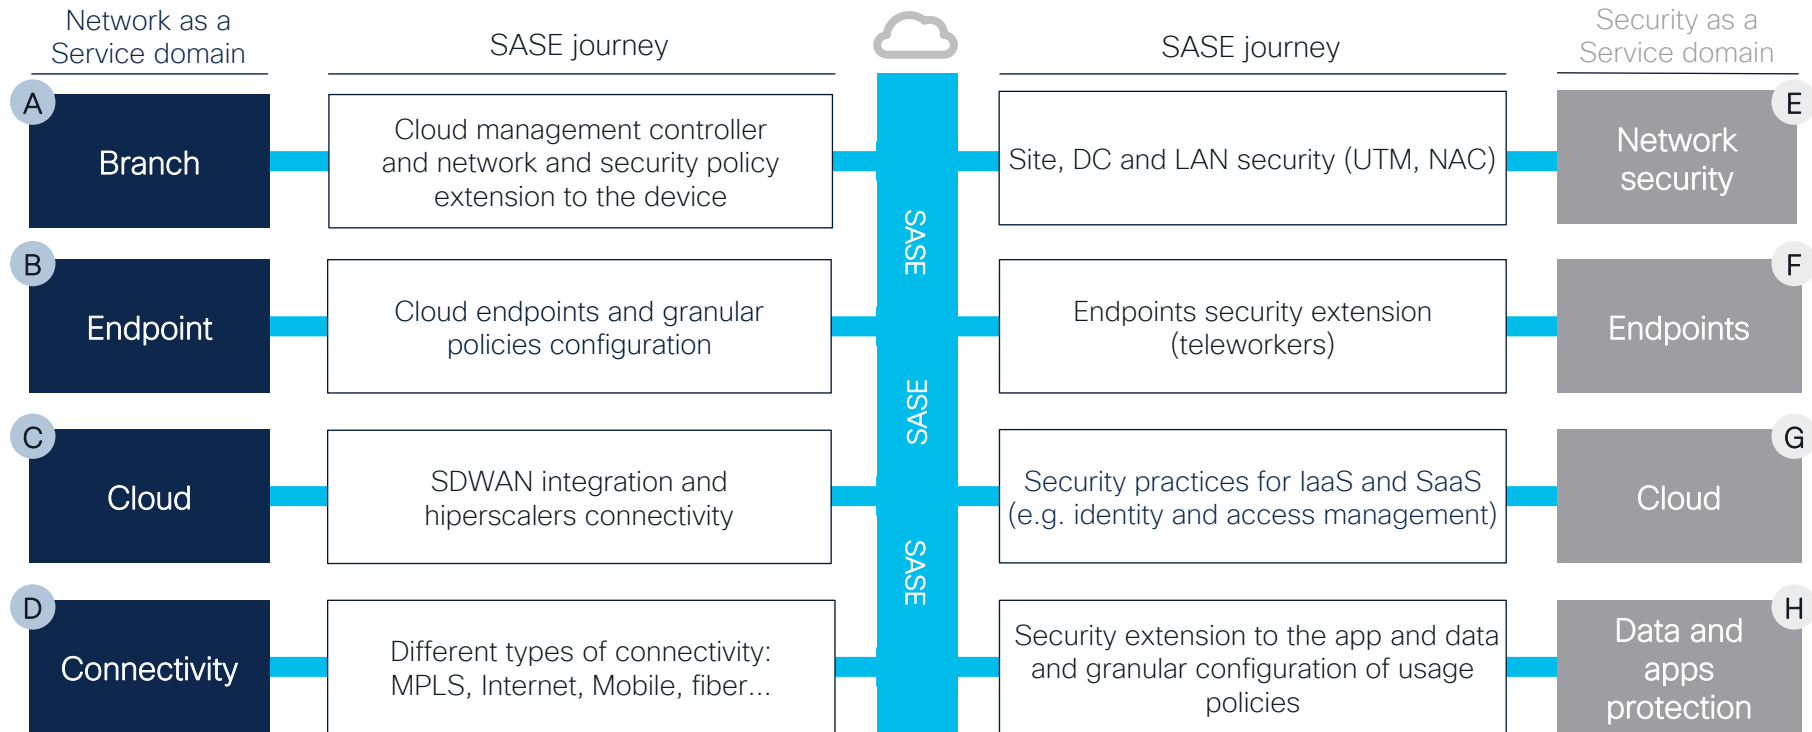 Network as a
Service domain
SASE journey
SASE journey
Security as a
Service domain
A
Branch
Cloud management controller
and network and security policy
extension to the device
SASE
Site, DC and LAN security (UTM, NAC)
E
Network
security
B
Endpoint
Cloud endpoints and granular
policies configuration
SASE
Endpoints security extension
(teleworkers)
F
Endpoints
C
Cloud
SDWAN integration and
hiperscalers connectivity
SASE
Security practices for IaaS and SaaS
(e.g. identity and access management)
G
Cloud
D
Connectivity
Different types of connectivity:
MPLS, Internet, Mobile, fiber...
Security extension to the app and data
and granular configuration of usage
policies
H
Data and
apps
protection